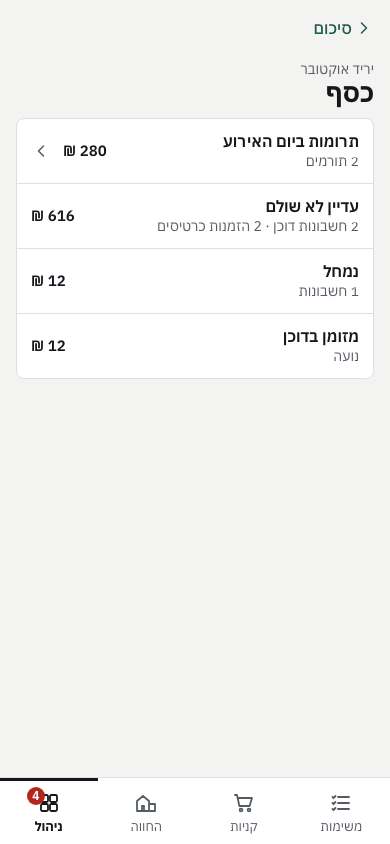 סיכום
יריד אוקטובר
כסף
תרומות ביום האירוע
2 תורמים
280 ₪
עדיין לא שולם
2 חשבונות דוכן · 2 הזמנות כרטיסים
616 ₪
נמחל
1 חשבונות
12 ₪
מזומן בדוכן
נועה
12 ₪
משימות
קניות
החווה
4
ניהול